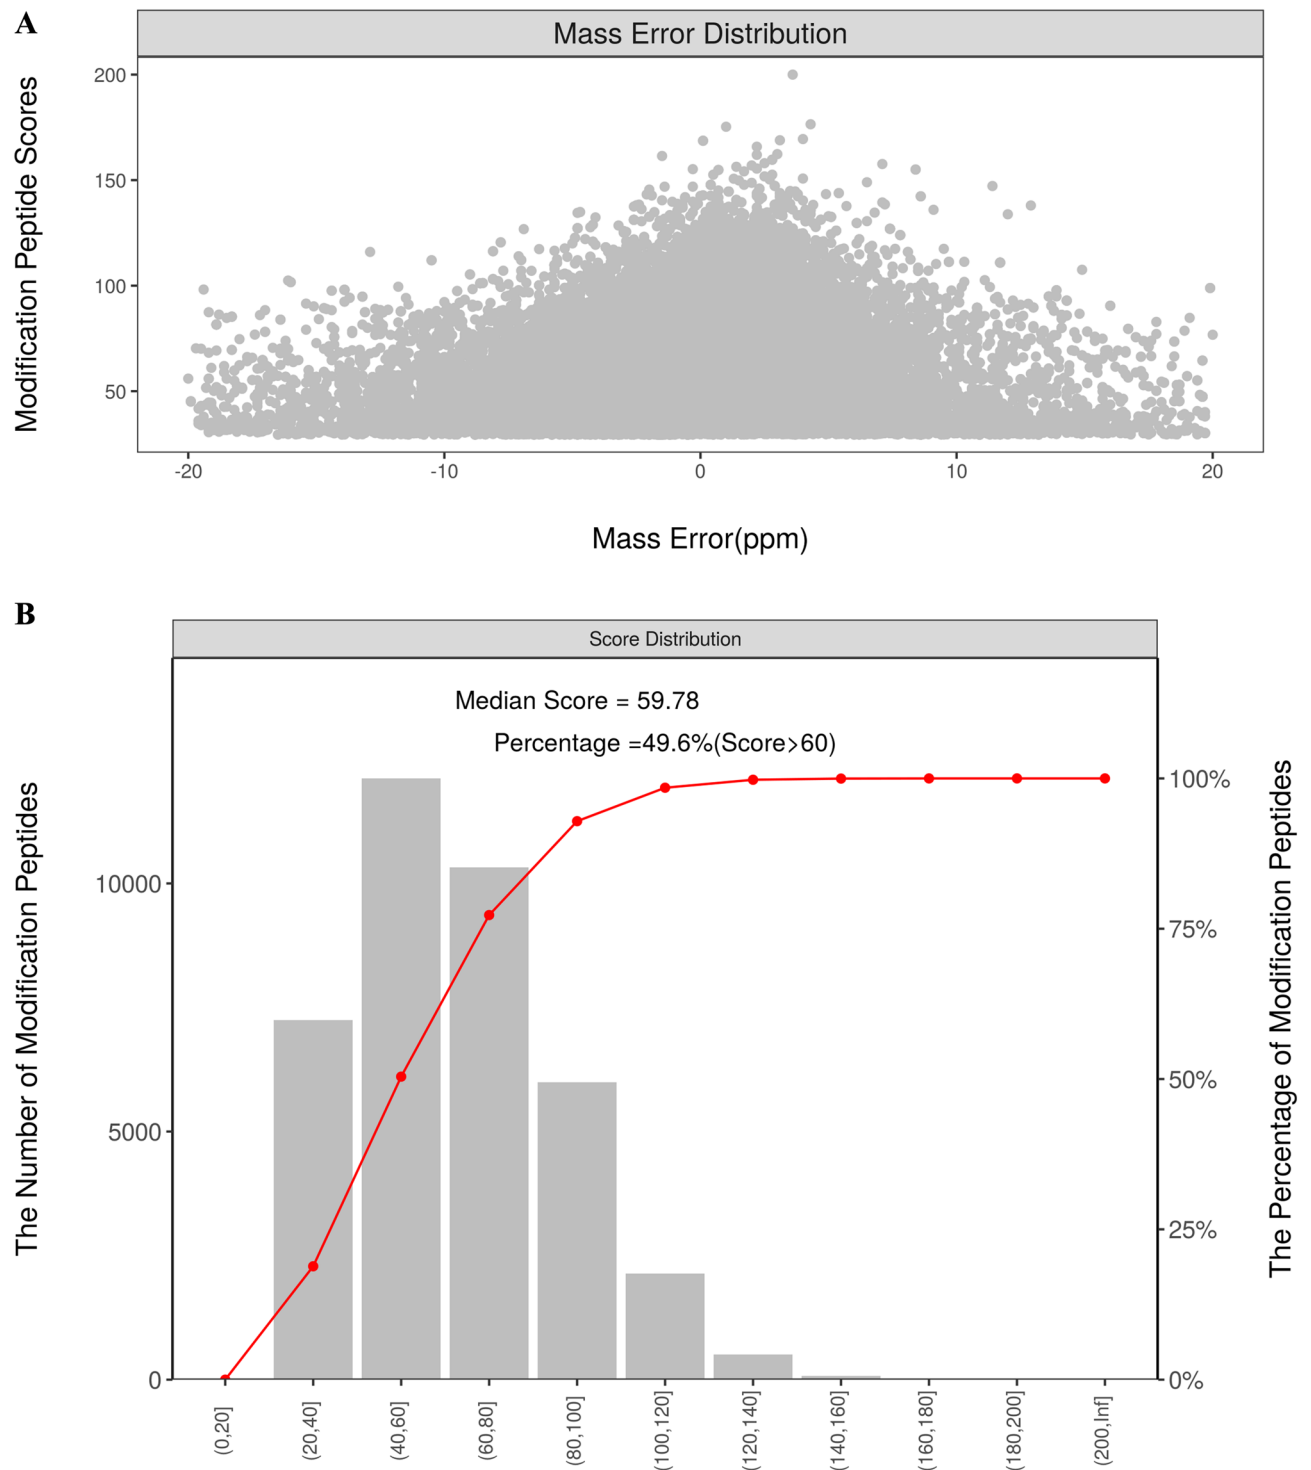 A
Mass Error Distribution
Modification Peptide Scores
200
150
100
50
-20
-10
0
10
20
Mass Error(ppm)
B
Score Distribution
Median Score = 59.78
Percentage =49.6%(Score>60)
The Number of Modification Peptides
10000
5000
0
100%
75%
50%
25%
0%
The Percentage of Modification Peptides
(0,20]
(20,40]
(40,60]
(60,80]
(80,100]
(100,120]
(120,140]
(140,160]
(160,180]
(180,200]
(200,Inf]